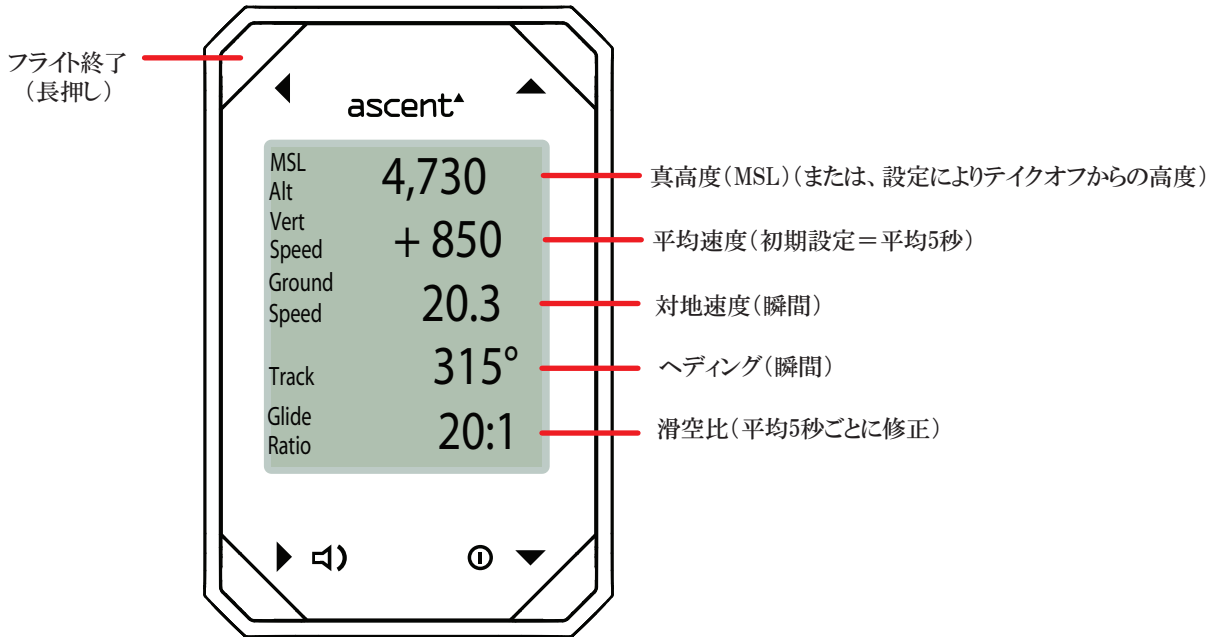 フライト終了
（長押し）
ascent
MSL
Alt
4,730
真高度（MSL）（または、設定によりテイクオフからの高度）
Vert
Speed
+ 850
平均速度（初期設定＝平均5秒）
Ground
Speed
20.3
対地速度（瞬間）
Track
315°
ヘディング（瞬間）
Glide
Ratio
20:1
滑空比（平均5秒ごとに修正）